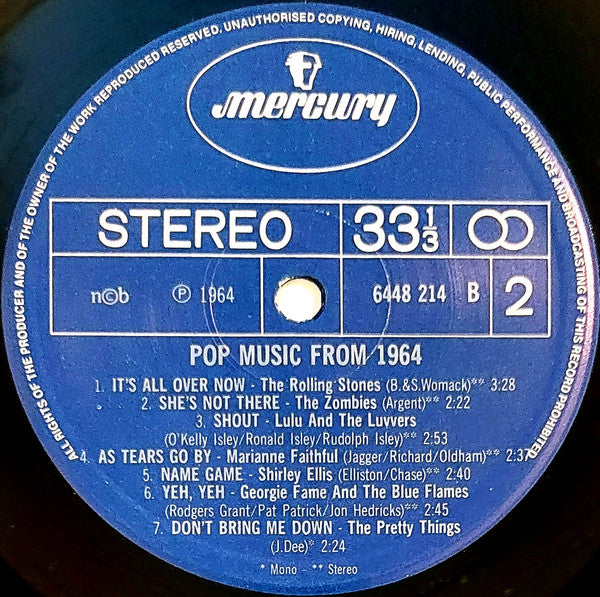 ALL RIGHTS OF THE PRODUCER AND OF THE OWNER OF THE WORK REPRODUCED RESERVED. UNAUTHORISED COPYING, HIRING, LENDING, PUBLIC PERFORMANCE AND BROADCASTING OF THIS RECORD PROHIBITED
mercury
STEREO 33 1/3
n©b ℗ 1964 6448 214 B 2
POP MUSIC FROM 1964
1. IT'S ALL OVER NOW - The Rolling Stones (B.&S.Womack)** 3:28
2. SHE'S NOT THERE - The Zombies (Argent)** 2:22
3. SHOUT - Lulu And The Luvvers
(O'Kelly Isley/Ronald Isley/Rudolph Isley)** 2:53
4. AS TEARS GO BY - Marianne Faithful (Jagger/Richard/Oldham)** 2:37
5. NAME GAME - Shirley Ellis (Elliston/Chase)** 2:40
6. YEH, YEH - Georgie Fame And The Blue Flames
(Rodgers Grant/Pat Patrick/Jon Hedricks)** 2:45
7. DON'T BRING ME DOWN - The Pretty Things
(J.Dee)* 2:24
* Mono - ** Stereo